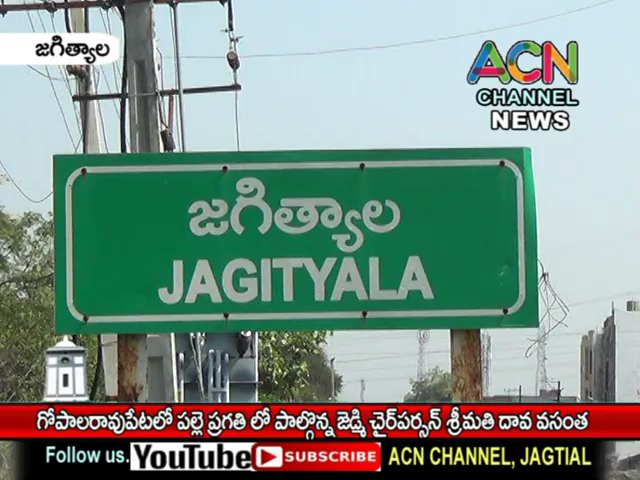 జగిత్యాల
ACN
CHANNEL
NEWS
జగిత్యాల
JAGITYALA
గోపాలరావుపేటలో పల్లె ప్రగతి లో పాల్గొన్న జెడ్పి చైర్‌పర్సన్ శ్రీమతి దావ వసంత
Follow us. YouTube SUBSCRIBE ACN CHANNEL, JAGTIAL